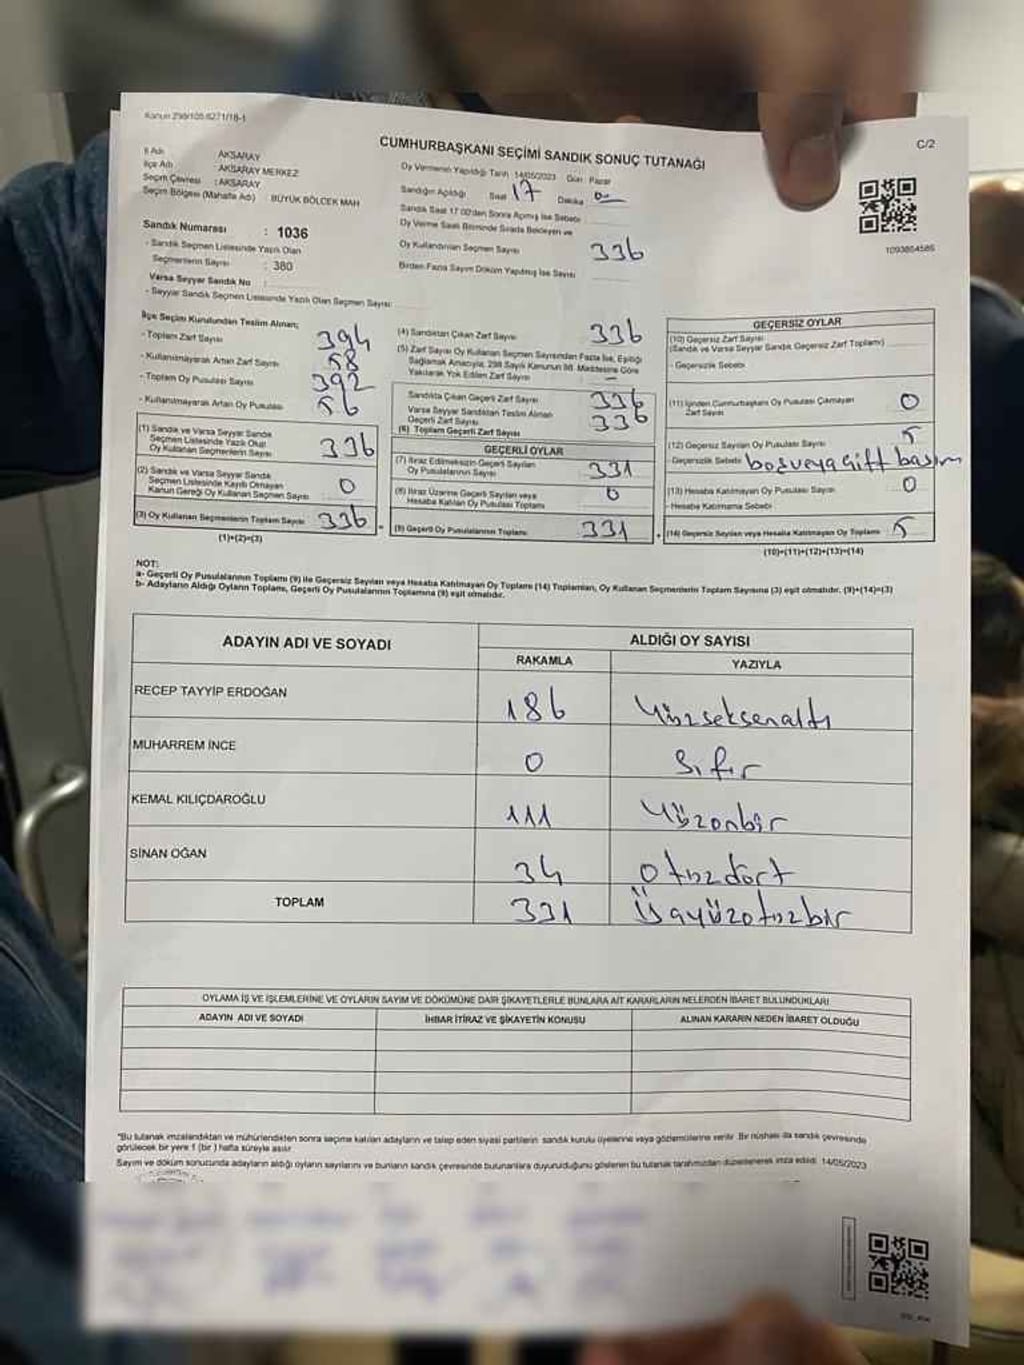 Kanun 298/105 6271/18-1
C/2
CUMHURBAŞKANI SEÇİMİ SANDIK SONUÇ TUTANAĞI
İl Adı : AKSARAY
İlçe Adı : AKSARAY MERKEZ
Seçim Çevresi : AKSARAY
Seçim Bölgesi (Mahalle Adı) : BÜYÜK BÖLCEK MAH
Sandık Numarası : 1036
- Sandık Seçmen Listesinde Yazılı Olan
Seçmenlerin Sayısı : 380
Varsa Seyyar Sandık No
- Seyyar Sandık Seçmen Listesinde Yazılı Olan Seçmen Sayısı:
Oy Vermenin Yapıldığı Tarih 14/05/2023 Gün : Pazar
Sandığın Açıldığı Saat 17 Dakika 00
Sandık Saat 17.00'den Sonra Açılmış İse Sebebi
Oy Verme Saati Bitiminde Sırada Bekleyen ve
Oy Kullandırılan Seçmen Sayısı 336
Birden Fazla Sayım Döküm Yapılmış İse Sayısı
1093854585
İlçe Seçim Kurulundan Teslim Alınan;
- Toplam Zarf Sayısı 394
- Kullanılmayarak Artan Zarf Sayısı 58
- Toplam Oy Pusulası Sayısı 392
- Kullanılmayarak Artan Oy Pusulası 56
(1) Sandık ve Varsa Seyyar Sandık
Seçmen Listesinde Yazılı Olup
Oy Kullanan Seçmenlerin Sayısı 336
(2) Sandık ve Varsa Seyyar Sandık
Seçmen Listesinde Kayıtlı Olmayan
Kanun Gereği Oy Kullanan Seçmen Sayısı 0
(3) Oy Kullanan Seçmenlerin Toplam Sayısı 336
(1)+(2)=(3)
(4) Sandıktan Çıkan Zarf Sayısı 336
(5) Zarf Sayısı Oy Kullanan Seçmen Sayısından Fazla İse, Eşitliği
Sağlamak Amacıyla, 298 Sayılı Kanunun 98. Maddesine Göre
Yakılarak Yok Edilen Zarf Sayısı —
Sandıkta Çıkan Geçerli Zarf Sayısı 336
Varsa Seyyar Sandıktan Teslim Alınan
Geçerli Zarf Sayısı 336
(6) Toplam Geçerli Zarf Sayısı
GEÇERLİ OYLAR
(7) İtiraz Edilmeksizin Geçerli Sayılan
Oy Pusulalarının Sayısı 331
(8) İtiraz Üzerine Geçerli Sayılan veya
Hesaba Katılan Oy Pusulası Toplamı 0
(9) Geçerli Oy Pusulalarının Toplamı 331
GEÇERSİZ OYLAR
(10) Geçersiz Zarf Sayısı
(Sandık ve Varsa Seyyar Sandık Geçersiz Zarf Toplamı)
- Geçersizlik Sebebi
(11) İçinden Cumhurbaşkanı Oy Pusulası Çıkmayan
Zarf Sayısı 0
(12) Geçersiz Sayılan Oy Pusulası Sayısı 5
- Geçersizlik Sebebi boş veya çift basım
(13) Hesaba Katılmayan Oy Pusulası Sayısı 0
- Hesaba Katılmama Sebebi
(14) Geçersiz Sayılan veya Hesaba Katılmayan Oy Toplamı 5
(10)+(11)+(12)+(13)=(14)
NOT:
a- Geçerli Oy Pusulalarının Toplamı (9) ile Geçersiz Sayılan veya Hesaba Katılmayan Oy Toplamı (14) Toplamları, Oy Kullanan Seçmenlerin Toplam Sayısına (3) eşit olmalıdır. (9)+(14)=(3)
b- Adayların Aldığı Oyların Toplamı, Geçerli Oy Pusulalarının Toplamına (9) eşit olmalıdır.
ADAYIN ADI VE SOYADI
ALDIĞI OY SAYISI
RAKAMLA YAZIYLA
RECEP TAYYİP ERDOĞAN 186 Yüzseksenaltı
MUHARREM İNCE 0 Sıfır
KEMAL KILIÇDAROĞLU 111 Yüzonbir
SİNAN OĞAN 34 Otuzdört
TOPLAM 331 Üçyüzotuzbir
OYLAMA İŞ VE İŞLEMLERİNE VE OYLARIN SAYIM VE DÖKÜMÜNE DAİR ŞİKAYETLERLE BUNLARA AİT KARARLARIN NELERDEN İBARET BULUNDUKLARI
ADAYIN ADI VE SOYADI İHBAR İTİRAZ VE ŞİKAYETİN KONUSU ALINAN KARARIN NEDEN İBARET OLDUĞU
*Bu tutanak imzalandıktan ve mühürlendikten sonra seçime katılan adayların ve talep eden siyasi partilerin sandık kurulu üyelerine veya gözlemcilerine verilir. Bir nüshası da sandık çevresinde
görülecek bir yere 1 (bir) hafta süreyle asılır.
Sayım ve döküm sonucunda adayların aldığı oyların sayılarını ve bunların sandık çevresinde bulunanlara duyurulduğunu gösteren bu tutanak tarafımızdan düzenlenerek imza edildi. 14/05/2023